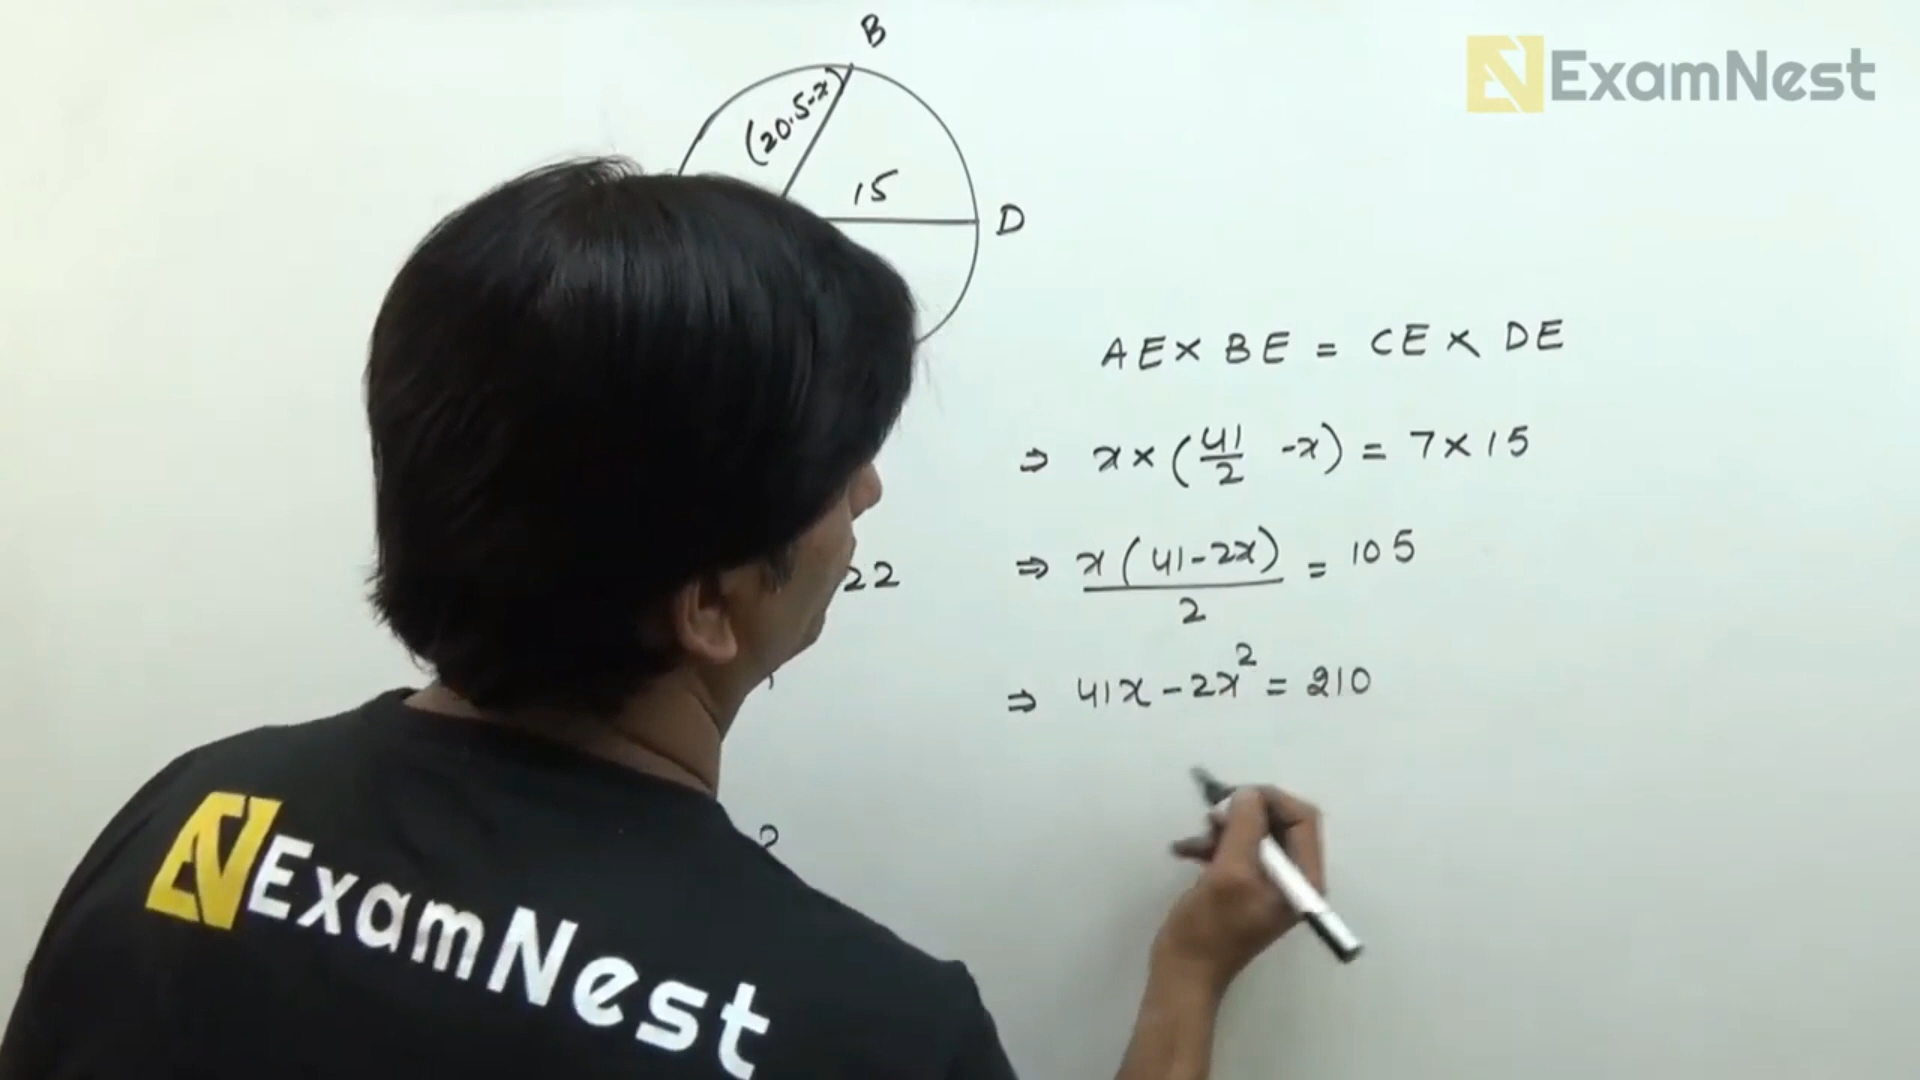 B
ExamNest
(20.5-x)
15
D
AE × BE = CE × DE
⇒ x × (41/2 -x) = 7 × 15
⇒ x(41-2x)/2 = 105
22
⇒ 41x - 2x² = 210
2
ExamNest